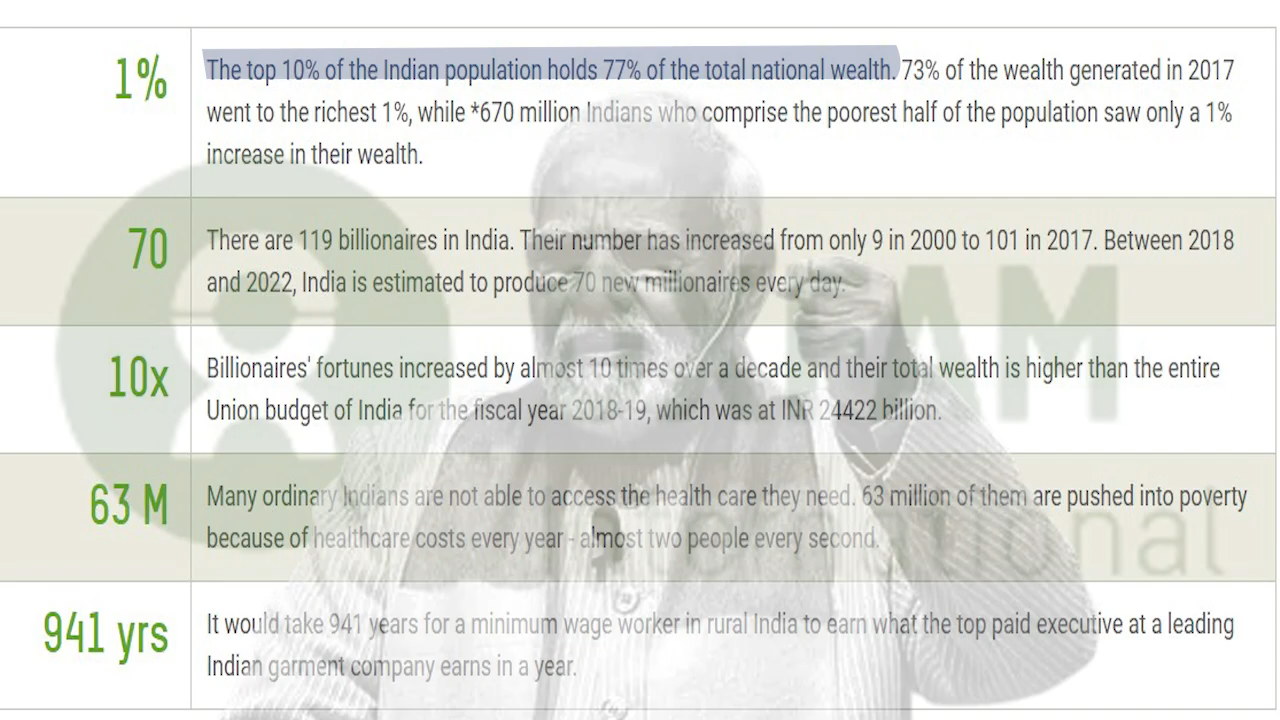 1%
The top 10% of the Indian population holds 77% of the total national wealth. 73% of the wealth generated in 2017
went to the richest 1%, while *670 million Indians who comprise the poorest half of the population saw only a 1%
increase in their wealth.
70
There are 119 billionaires in India. Their number has increased from only 9 in 2000 to 101 in 2017. Between 2018
and 2022, India is estimated to produce 70 new millionaires every day.
10x
Billionaires' fortunes increased by almost 10 times over a decade and their total wealth is higher than the entire
Union budget of India for the fiscal year 2018-19, which was at INR 24422 billion.
63 M
Many ordinary Indians are not able to access the health care they need. 63 million of them are pushed into poverty
because of healthcare costs every year - almost two people every second.
941 yrs
It would take 941 years for a minimum wage worker in rural India to earn what the top paid executive at a leading
Indian garment company earns in a year.